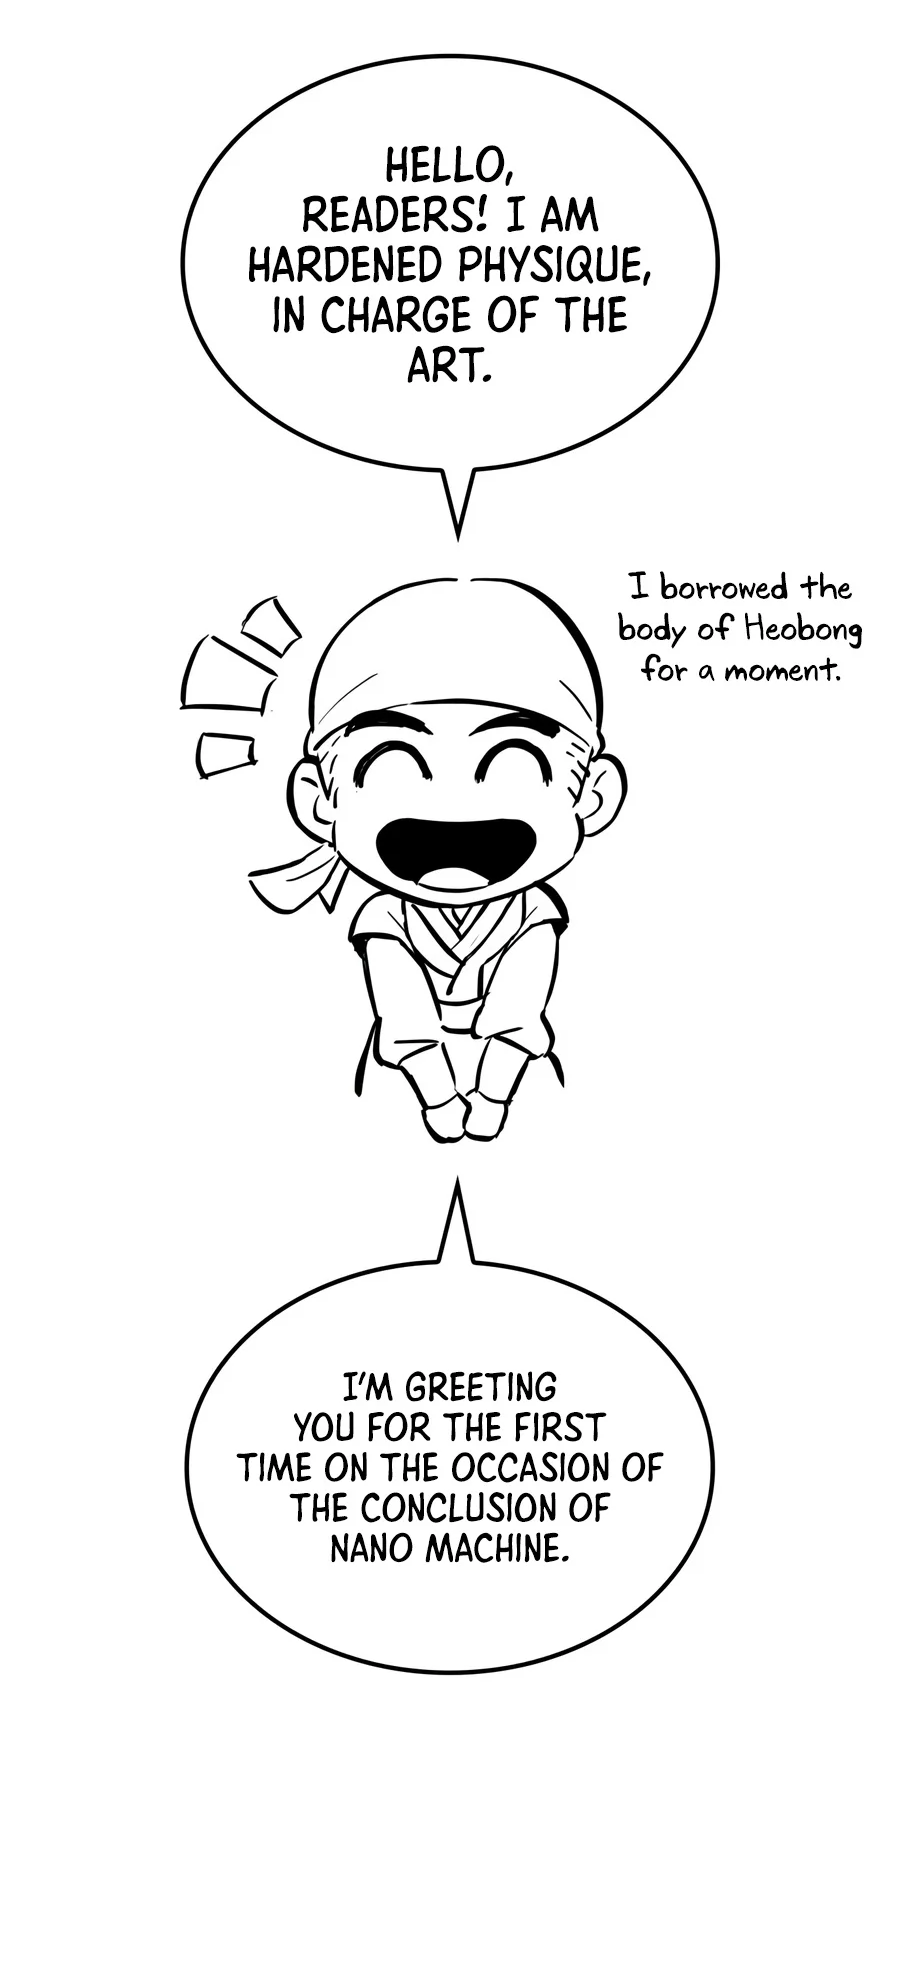 HELLO,
READERS! I AM
HARDENED PHYSIQUE,
IN CHARGE OF THE
ART.
I borrowed the
body of Heobong
for a moment.
I'M GREETING
YOU FOR THE FIRST
TIME ON THE OCCASION OF
THE CONCLUSION OF
NANO MACHINE.